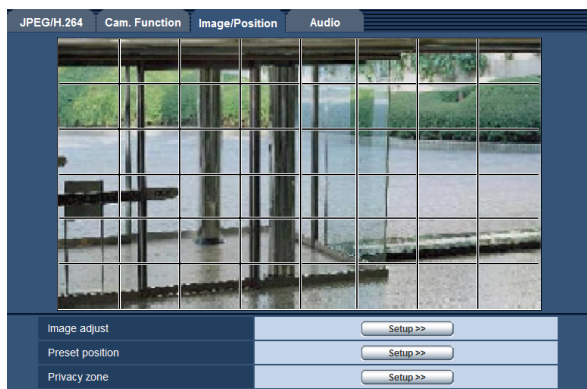 JPEG/H.264 Cam. Function Image/Position Audio
Image adjust Setup >>
Preset position Setup >>
Privacy zone Setup >>